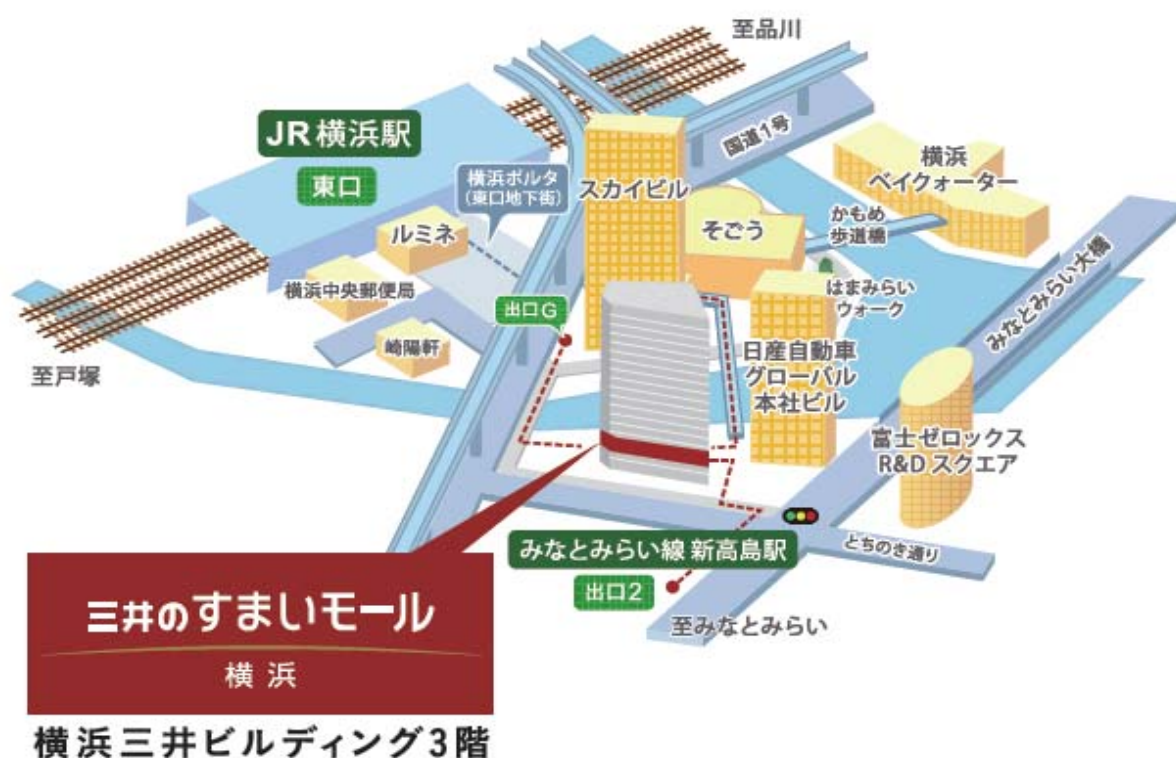 至品川
JR横浜駅
東口
横浜ポルタ
(東口地下街)
スカイビル
国道1号
横浜
ベイクォーター
そごう
かもめ
歩道橋
ルミネ
横浜中央郵便局
はまみらい
ウォーク
みなとみらい大橋
出口G
崎陽軒
至戸塚
日産自動車
グローバル
本社ビル
富士ゼロックス
R&Dスクエア
みなとみらい線 新高島駅
出口2
とちのき通り
至みなとみらい
三井のすまいモール
横浜
横浜三井ビルディング3階